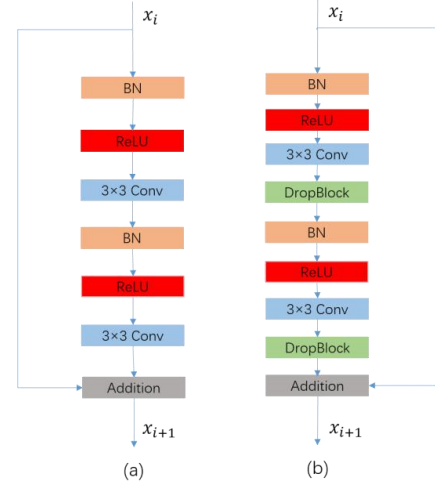 x_i
BN
ReLU
3×3 Conv
BN
ReLU
3×3 Conv
Addition
x_{i+1}
(a)
x_i
BN
ReLU
3×3 Conv
DropBlock
BN
ReLU
3×3 Conv
DropBlock
Addition
x_{i+1}
(b)